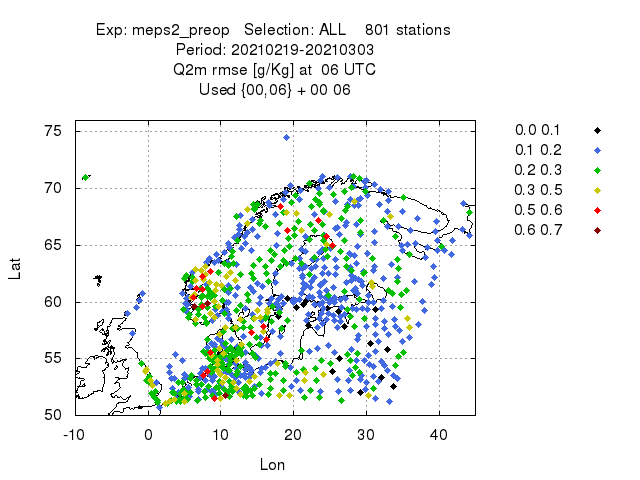 Exp: meps2_preop   Selection: ALL    801 stations
Period: 20210219-20210303
Q2m rmse [g/Kg] at  06 UTC
Used {00,06} + 00 06
75
70
65
60
55
50
Lat
-10 0 10 20 30 40
Lon
0.0 0.1
0.1 0.2
0.2 0.3
0.3 0.5
0.5 0.6
0.6 0.7